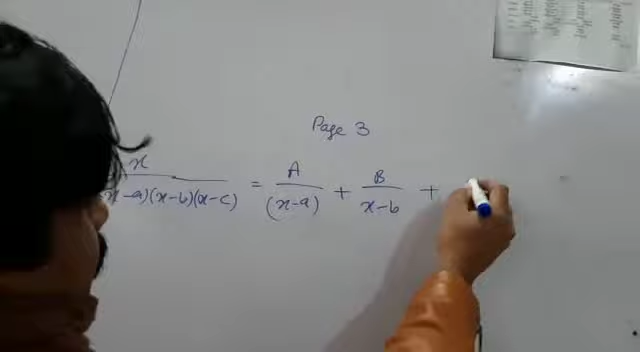 Page 3
x / (x-a)(x-b)(x-c) = A / (x-a) + B / x-b +